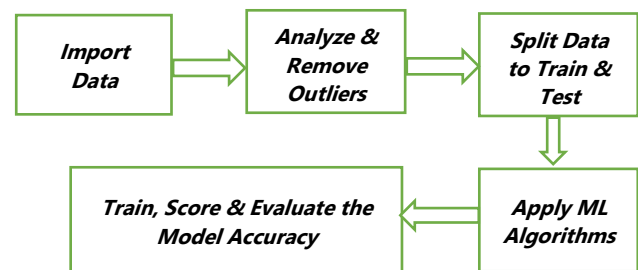 Import
Data
Analyze &
Remove
Outliers
Split Data
to Train &
Test
Apply ML
Algorithms
Train, Score & Evaluate the
Model Accuracy